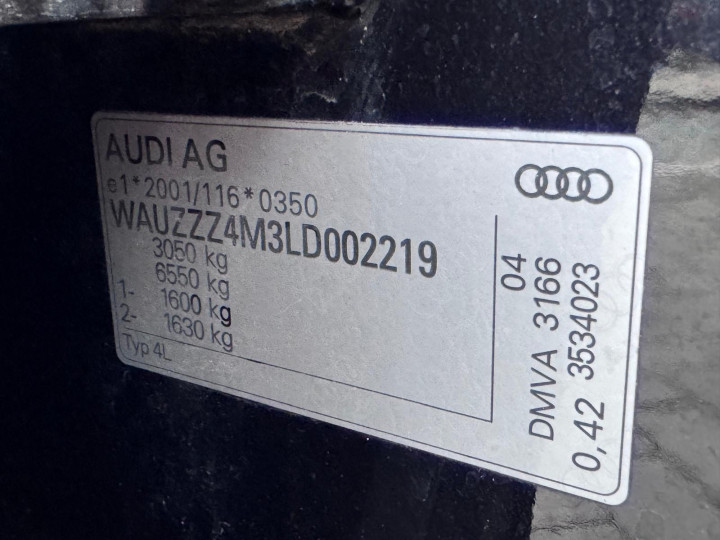 AUDI AG
e1*2001/116*0350
WAUZZZ4M3LD002219
3050 kg
6550 kg
1- 1600 kg
2- 1630 kg
Typ 4L
04
DMVA 3166
0,42 3534023